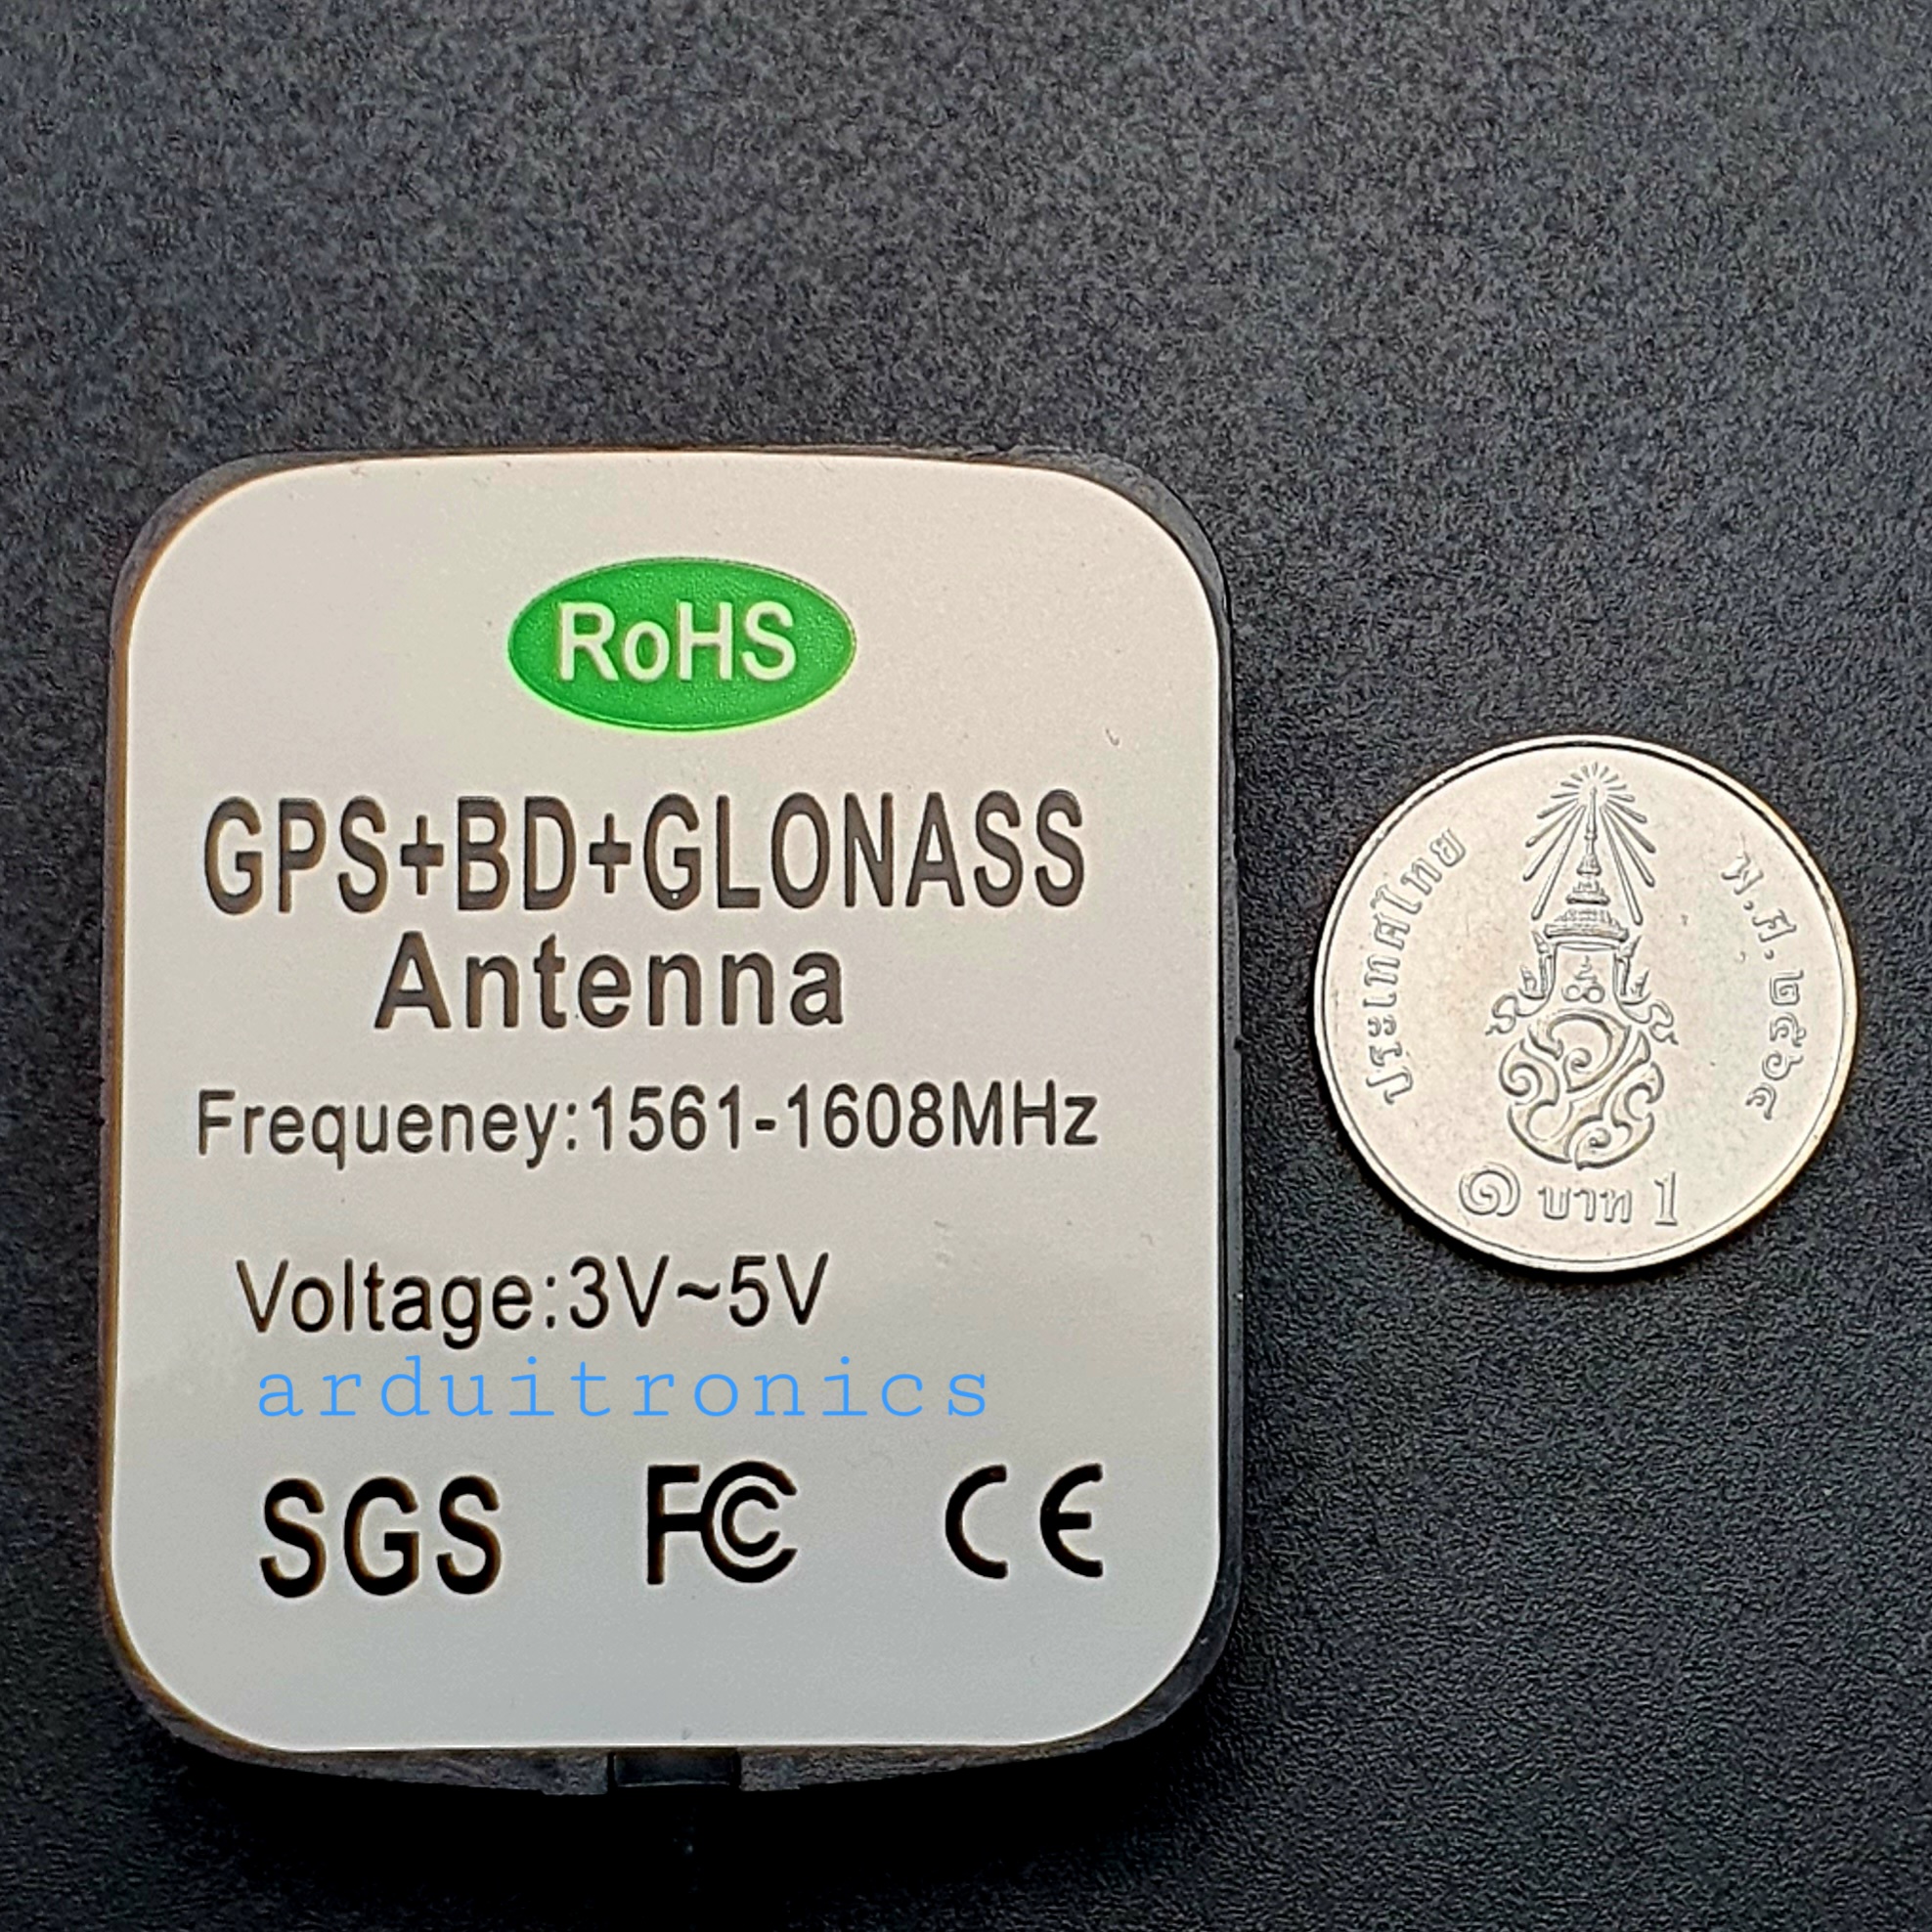 RoHS
GPS+BD+GLONASS
Antenna
Frequeney:1561-1608MHz
Voltage:3V~5V
arduitronics
SGS FC CE
ประเทศไทย
พ.ศ.๒๕๖๔
๑ บาท 1